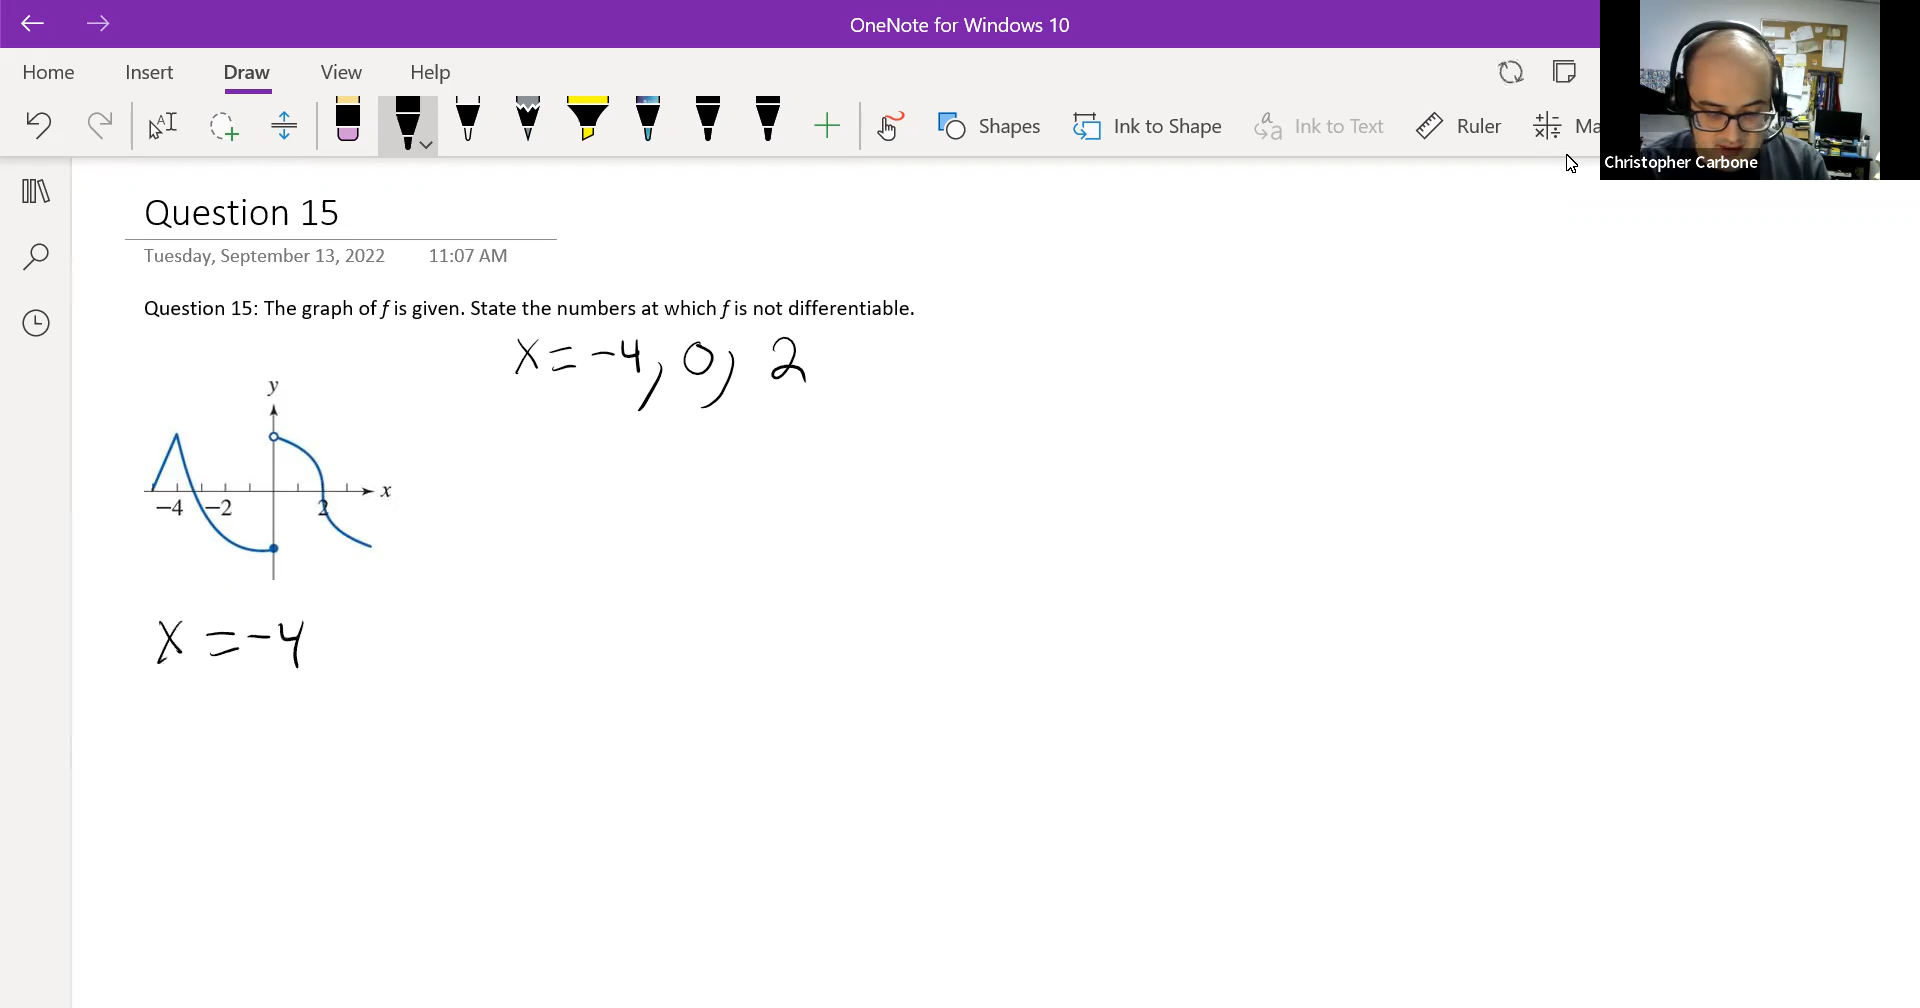 OneNote for Windows 10
Home Insert Draw View Help
Shapes Ink to Shape Ink to Text Ruler Ma
Christopher Carbone
Question 15
Tuesday, September 13, 2022 11:07 AM
Question 15: The graph of f is given. State the numbers at which f is not differentiable.
x = -4, 0, 2
y
x
−4 −2 2
x = -4